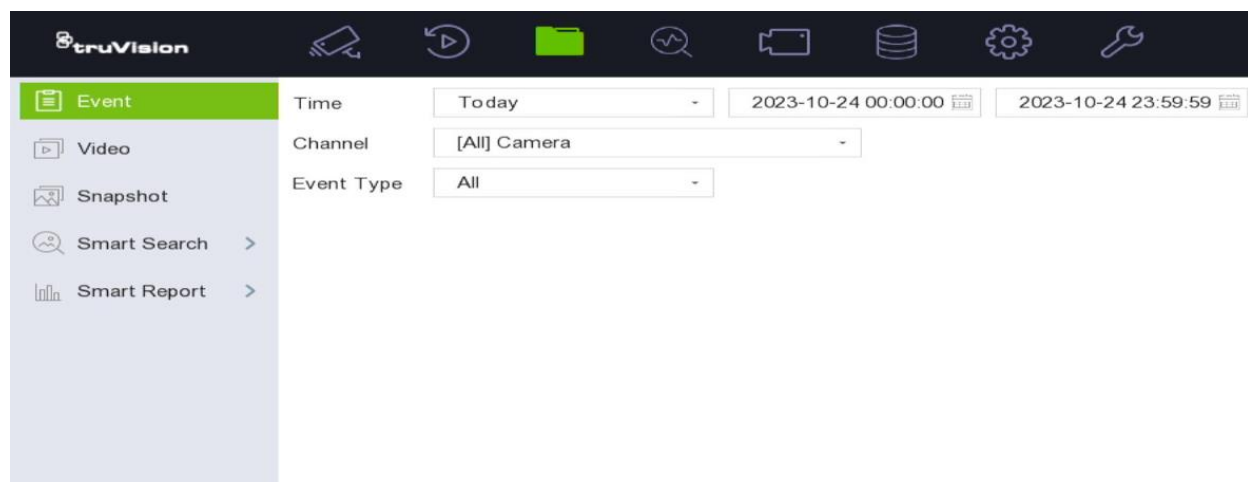 truVision
Event
Time Today 2023-10-24 00:00:00 2023-10-24 23:59:59
Video
Channel [All] Camera
Snapshot
Event Type All
Smart Search >
Smart Report >